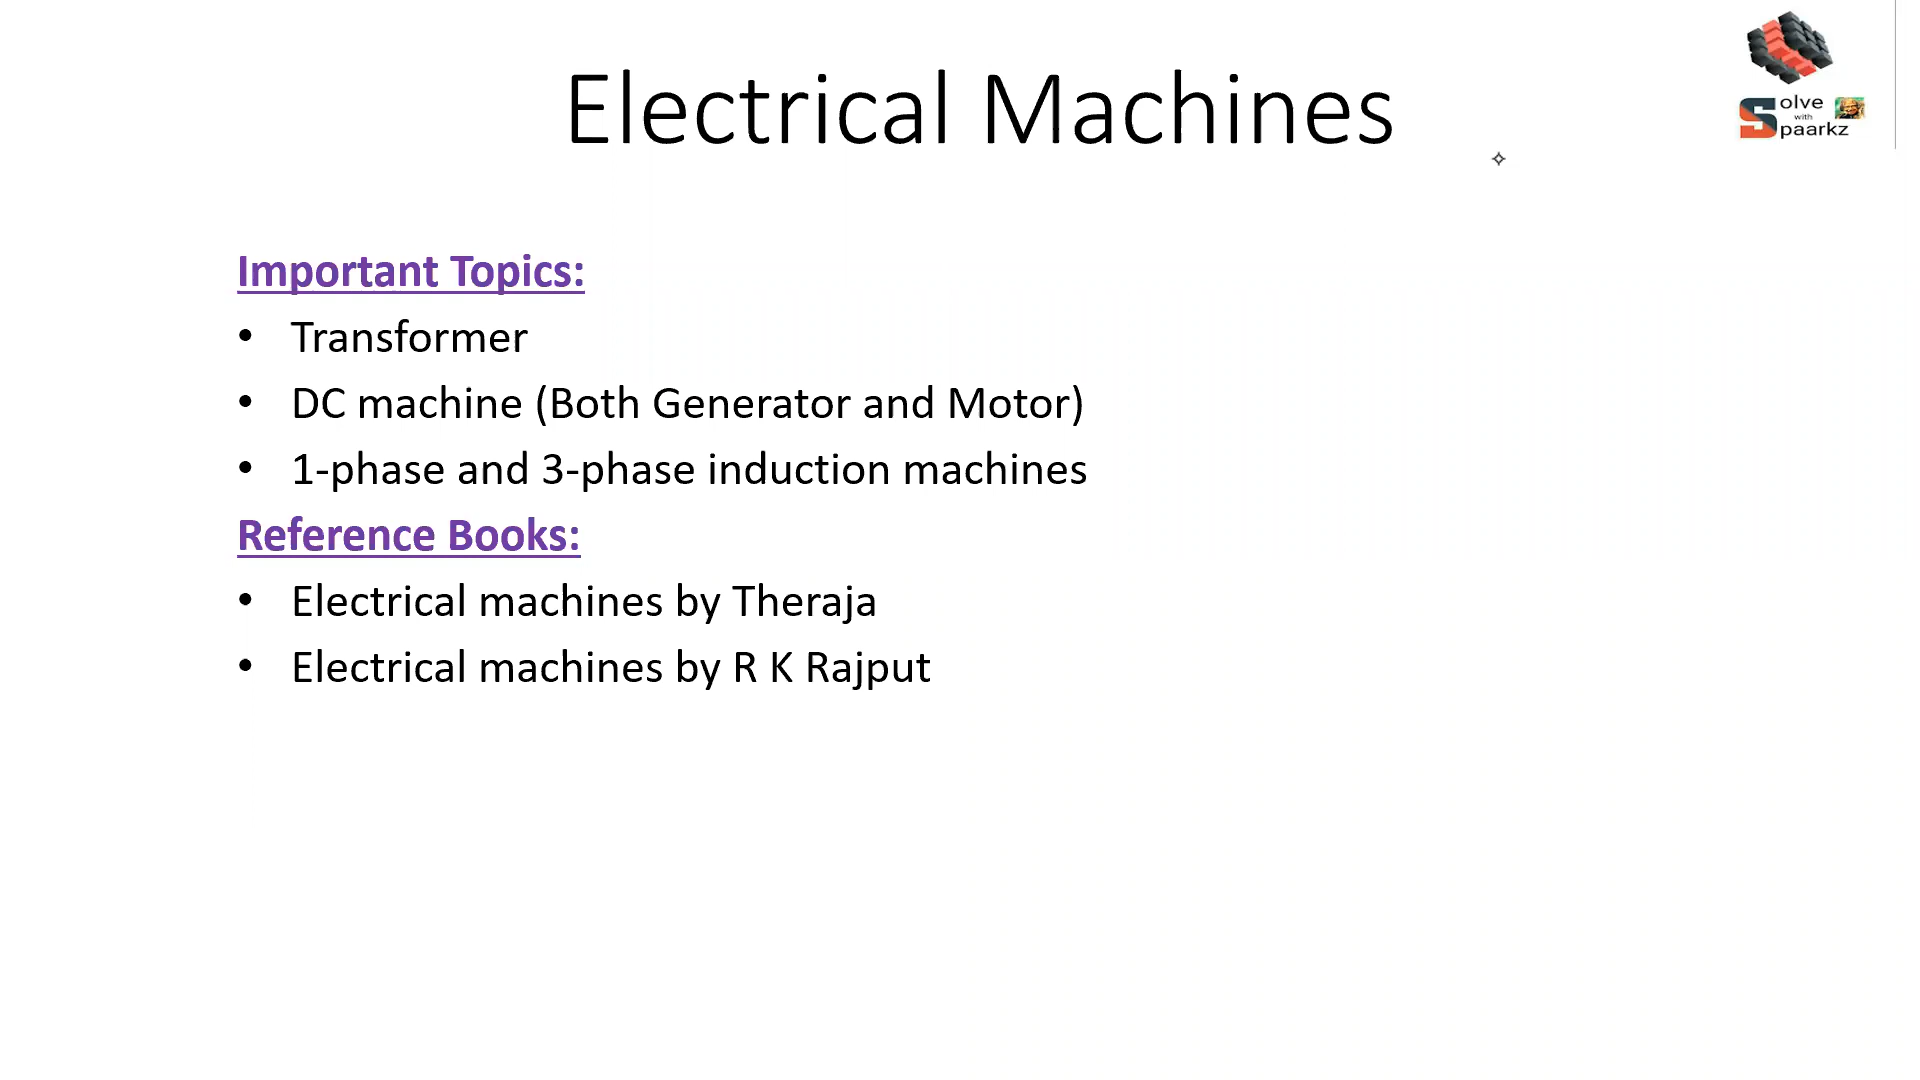 Electrical Machines
Solve
with
Spaarkz
Important Topics:
• Transformer
• DC machine (Both Generator and Motor)
• 1-phase and 3-phase induction machines
Reference Books:
• Electrical machines by Theraja
• Electrical machines by R K Rajput